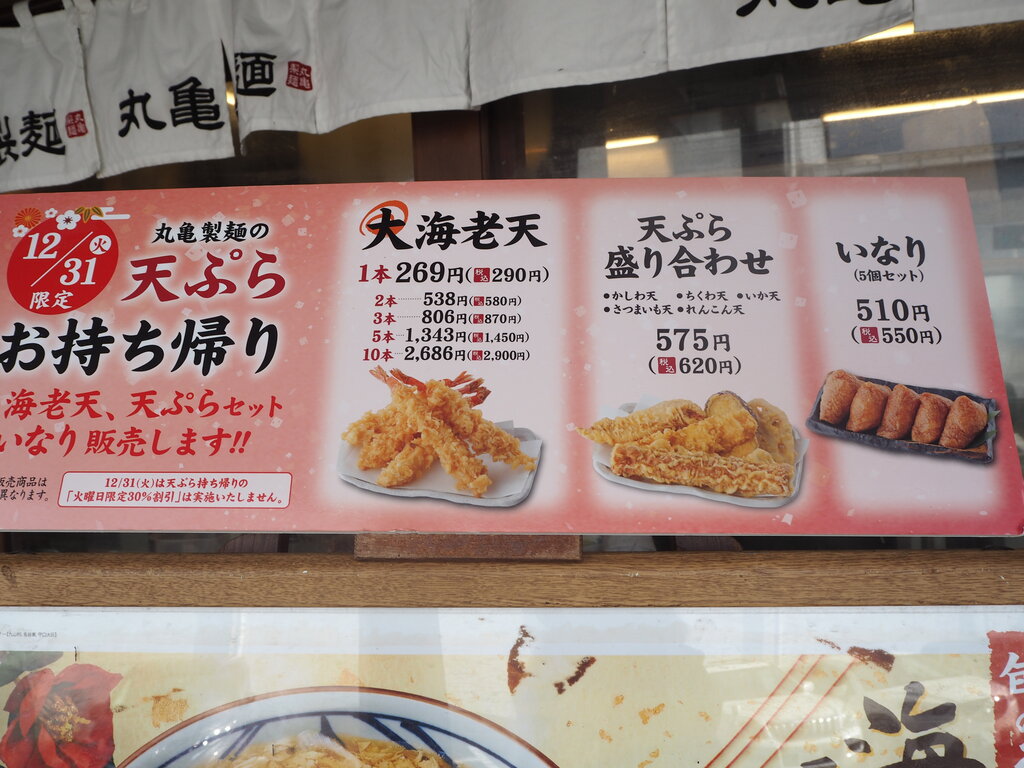 製麺 丸亀製麺
丸亀
麺 丸亀製麺
丸亀
12/31
火
限定
丸亀製麺の
天ぷら
お持ち帰り
海老天、天ぷらセット
いなり販売します!!
販売商品は
異なります。
12/31(火)は天ぷら持ち帰りの
「火曜日限定30%割引」は実施いたしません。
大海老天
1本 269円(税込290円)
2本 538円(税込580円)
3本 806円(税込870円)
5本 1,343円(税込1,450円)
10本 2,686円(税込2,900円)
天ぷら
盛り合わせ
●かしわ天 ●ちくわ天 ●いか天
●さつまいも天 ●れんこん天
575円
(税込620円)
いなり
(5個セット)
510円
(税込550円)
海
旬の